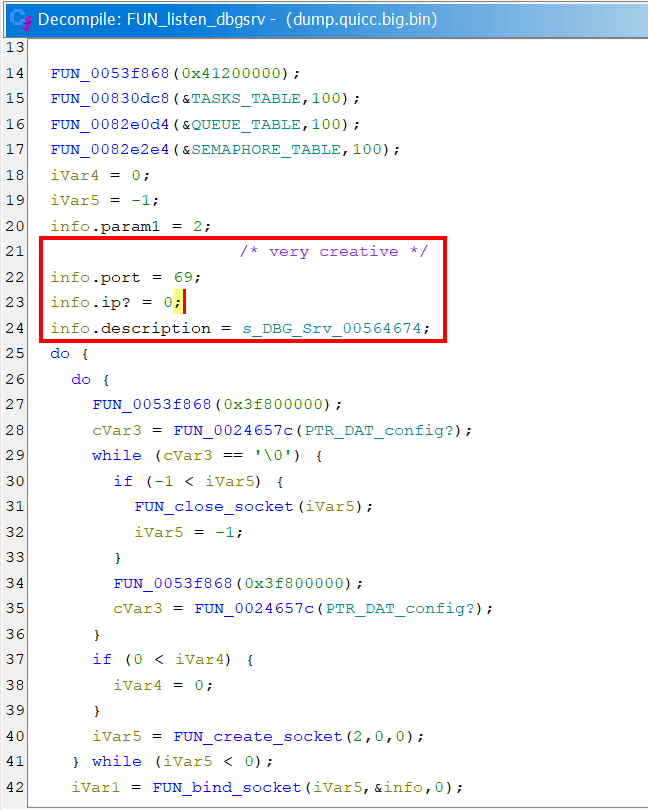 Decompile: FUN_listen_dbgsrv - (dump.quicc.big.bin)
13
14 FUN_0053f868(0x41200000);
15 FUN_00830dc8(&TASKS_TABLE,100);
16 FUN_0082e0d4(&QUEUE_TABLE,100);
17 FUN_0082e2e4(&SEMAPHORE_TABLE,100);
18 iVar4 = 0;
19 iVar5 = -1;
20 info.param1 = 2;
21 /* very creative */
22 info.port = 69;
23 info.ip? = 0;
24 info.description = s_DBG_Srv_00564674;
25 do {
26 do {
27 FUN_0053f868(0x3f800000);
28 cVar3 = FUN_0024657c(PTR_DAT_config?);
29 while (cVar3 == '\0') {
30 if (-1 < iVar5) {
31 FUN_close_socket(iVar5);
32 iVar5 = -1;
33 }
34 FUN_0053f868(0x3f800000);
35 cVar3 = FUN_0024657c(PTR_DAT_config?);
36 }
37 if (0 < iVar4) {
38 iVar4 = 0;
39 }
40 iVar5 = FUN_create_socket(2,0,0);
41 } while (iVar5 < 0);
42 iVar1 = FUN_bind_socket(iVar5,&info,0);